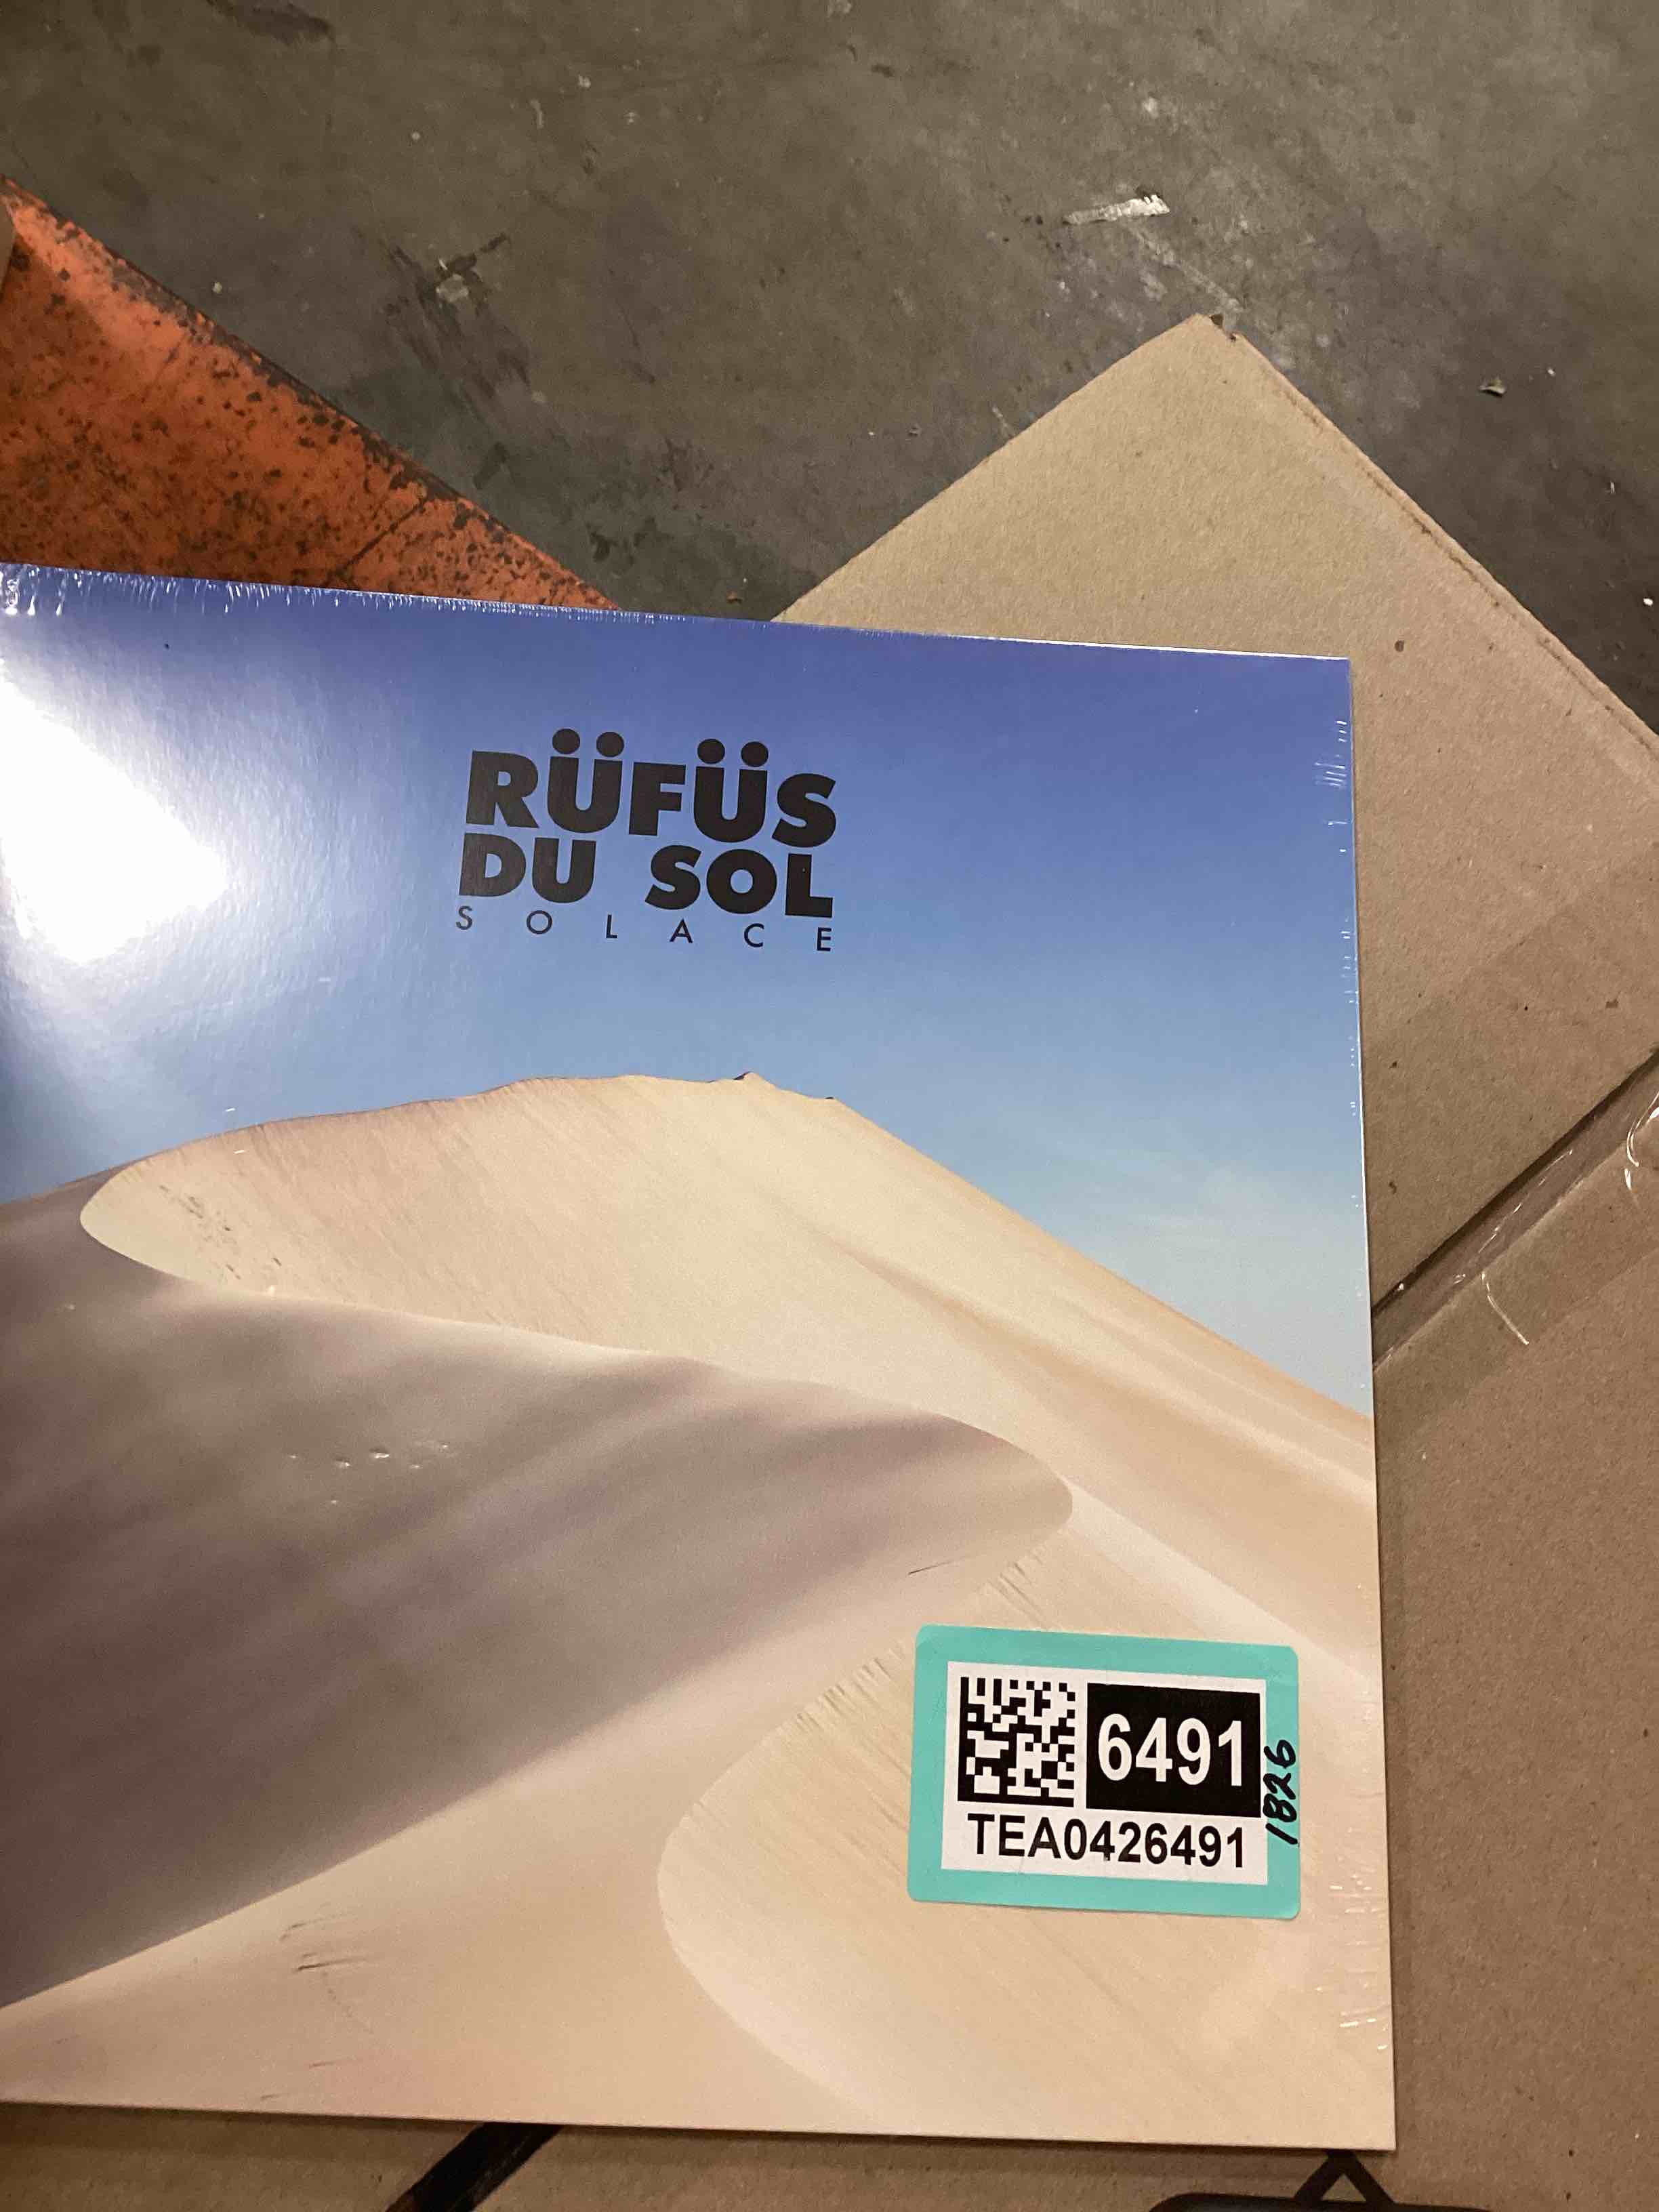 RÜFÜS
DU SOL
SOLACE
6491
TEA0426491
1826